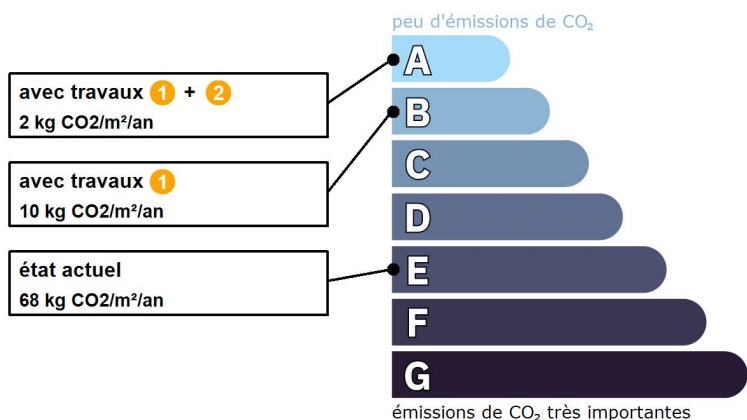 peu d'émissions de CO₂
A
avec travaux 1 + 2
2 kg CO2/m²/an
B
avec travaux 1
10 kg CO2/m²/an
C
D
état actuel
68 kg CO2/m²/an
E
F
G
émissions de CO₂ très importantes